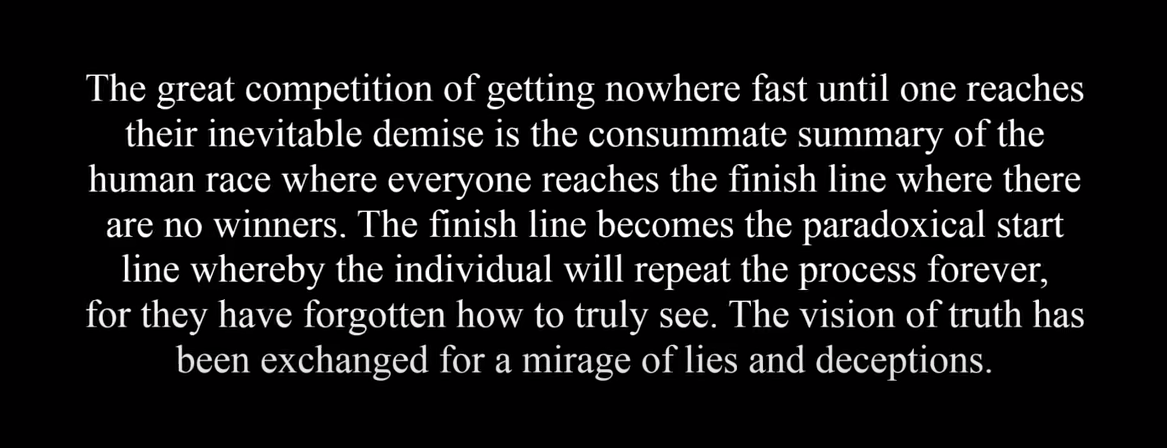 The great competition of getting nowhere fast until one reaches
their inevitable demise is the consummate summary of the
human race where everyone reaches the finish line where there
are no winners. The finish line becomes the paradoxical start
line whereby the individual will repeat the process forever,
for they have forgotten how to truly see. The vision of truth has
been exchanged for a mirage of lies and deceptions.